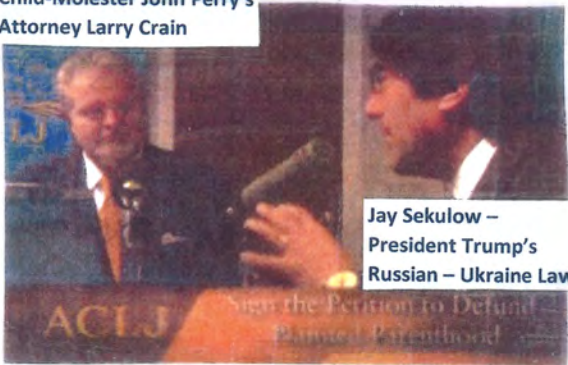 Child-Molester John Perry's
Attorney Larry Crain
Jay Sekulow –
President Trump's
Russian – Ukraine Law
ACLJ
Sign the Petition to Defund
Planned Parenthood